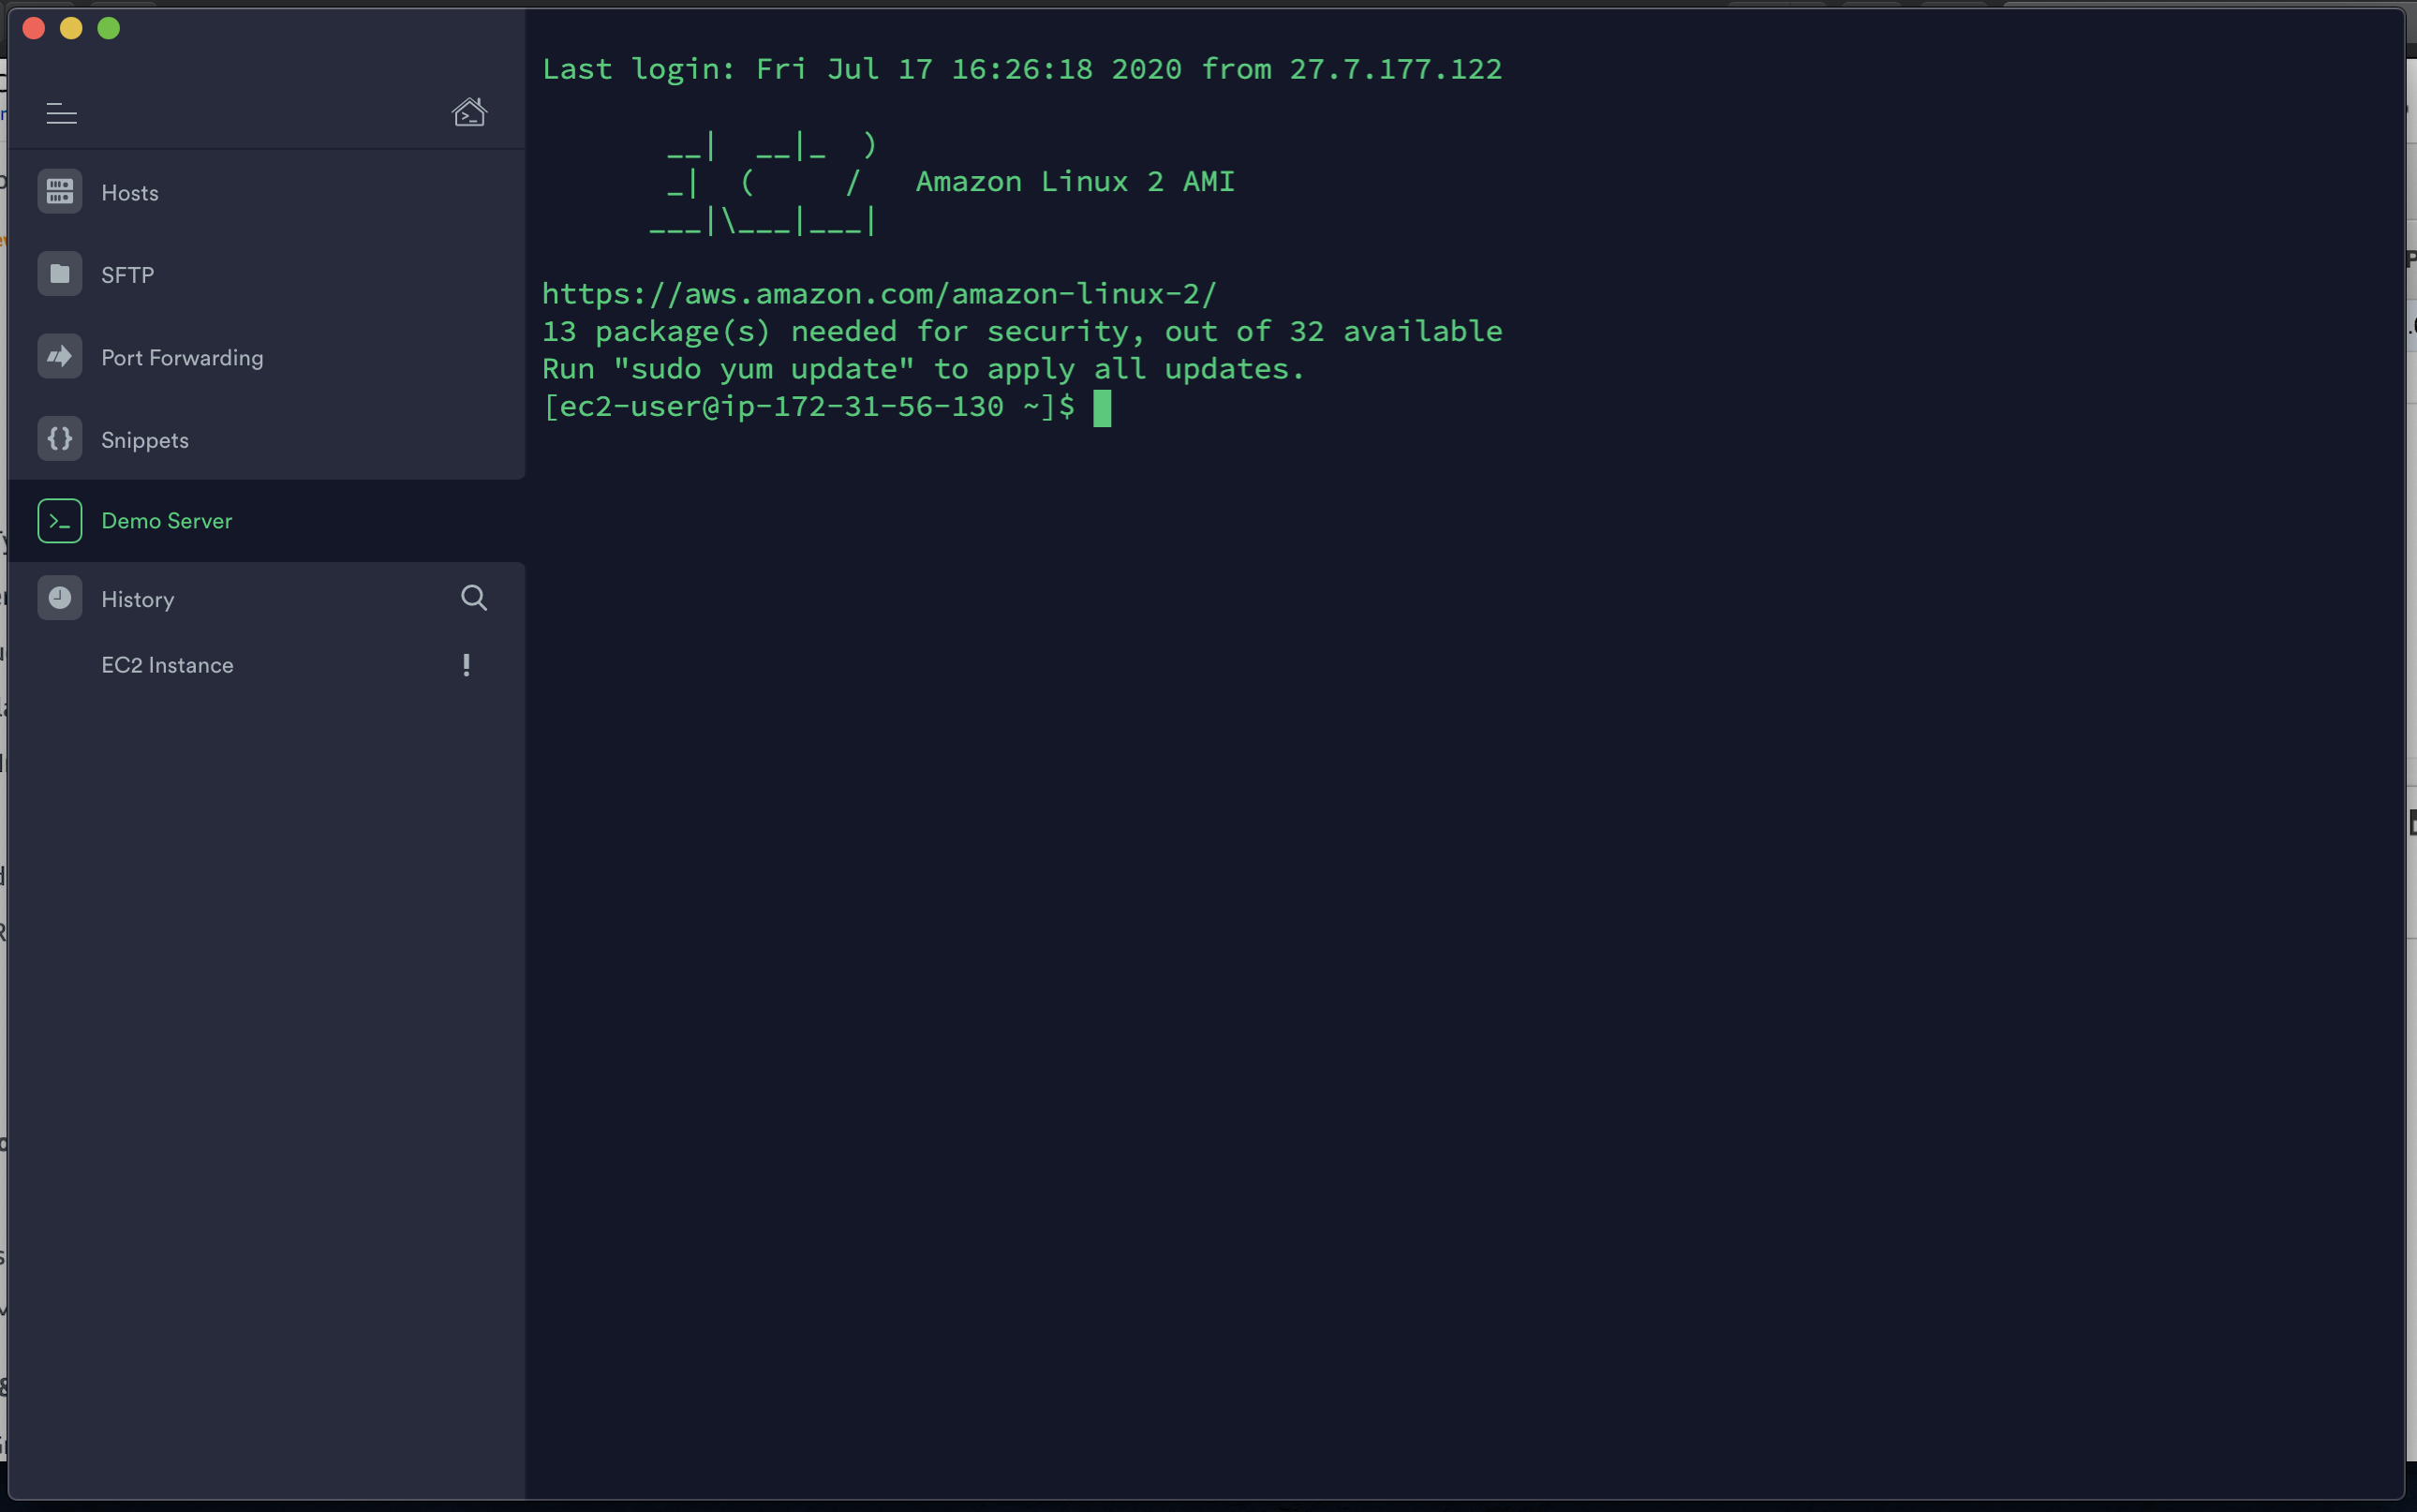 Hosts
SFTP
Port Forwarding
Snippets
Demo Server
History
EC2 Instance
Last login: Fri Jul 17 16:26:18 2020 from 27.7.177.122
       __|  __|_  )
       _|  (     /   Amazon Linux 2 AMI
      ___|\___|___|
https://aws.amazon.com/amazon-linux-2/
13 package(s) needed for security, out of 32 available
Run "sudo yum update" to apply all updates.
[ec2-user@ip-172-31-56-130 ~]$